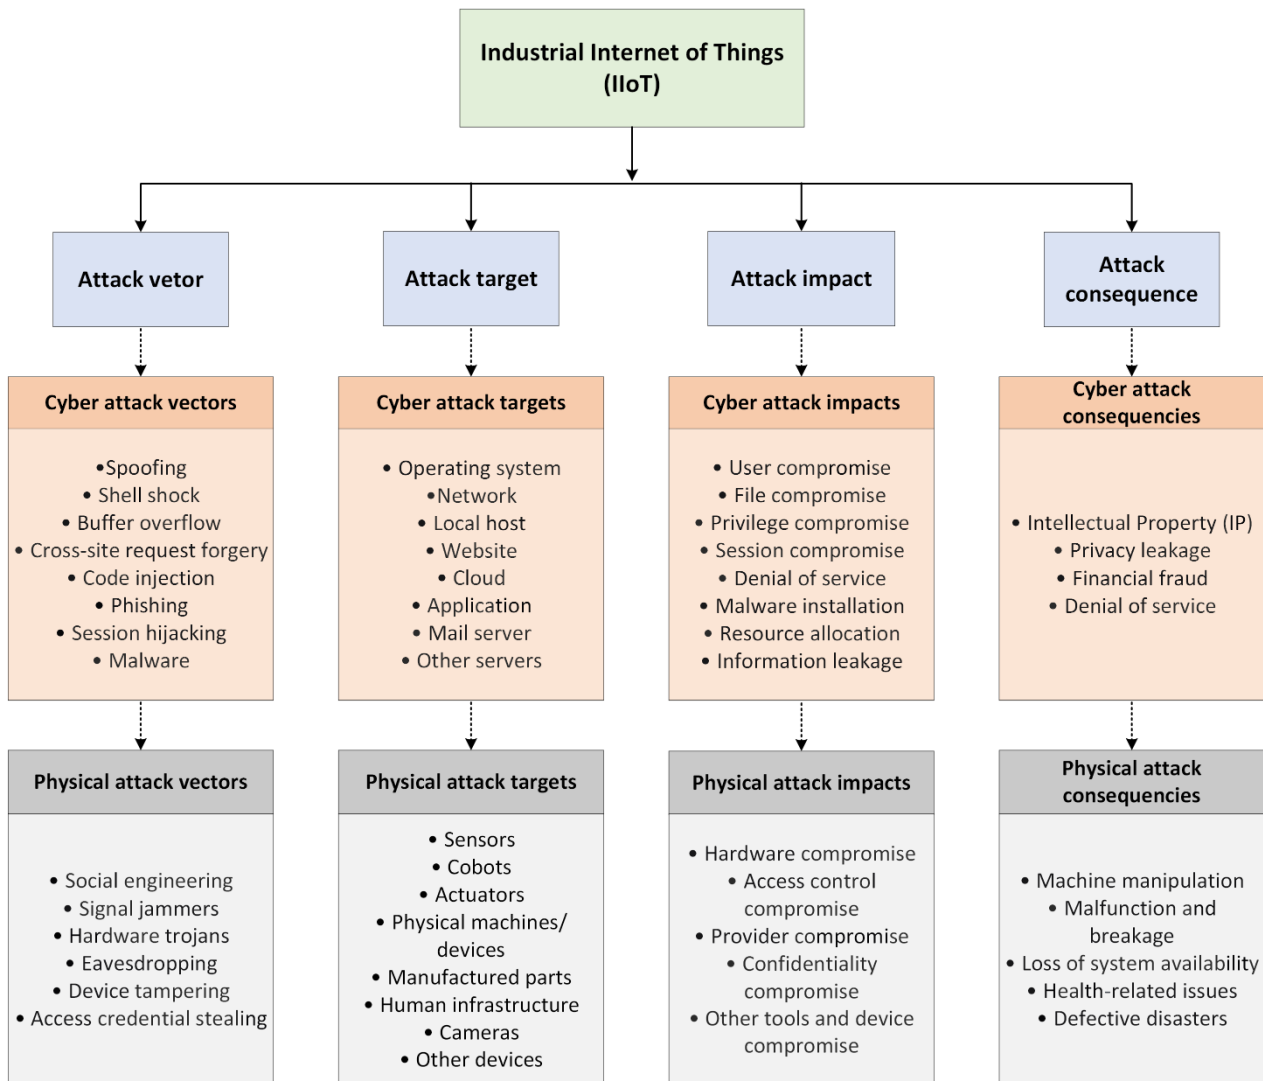 Industrial Internet of Things
(IIoT)
Attack vetor
Attack target
Attack impact
Attack
consequence
Cyber attack vectors
•Spoofing
• Shell shock
• Buffer overflow
• Cross-site request forgery
• Code injection
• Phishing
• Session hijacking
• Malware
Cyber attack targets
• Operating system
•Network
• Local host
• Website
• Cloud
• Application
• Mail server
• Other servers
Cyber attack impacts
• User compromise
• File compromise
• Privilege compromise
• Session compromise
• Denial of service
• Malware installation
• Resource allocation
• Information leakage
Cyber attack
consequencies
• Intellectual Property (IP)
• Privacy leakage
• Financial fraud
• Denial of service
Physical attack vectors
• Social engineering
• Signal jammers
• Hardware trojans
• Eavesdropping
• Device tampering
• Access credential stealing
Physical attack targets
• Sensors
• Cobots
• Actuators
• Physical machines/
devices
• Manufactured parts
• Human infrastructure
• Cameras
• Other devices
Physical attack impacts
• Hardware compromise
• Access control
compromise
• Provider compromise
• Confidentiality
compromise
• Other tools and device
compromise
Physical attack
consequencies
• Machine manipulation
• Malfunction and
breakage
• Loss of system availability
• Health-related issues
• Defective disasters